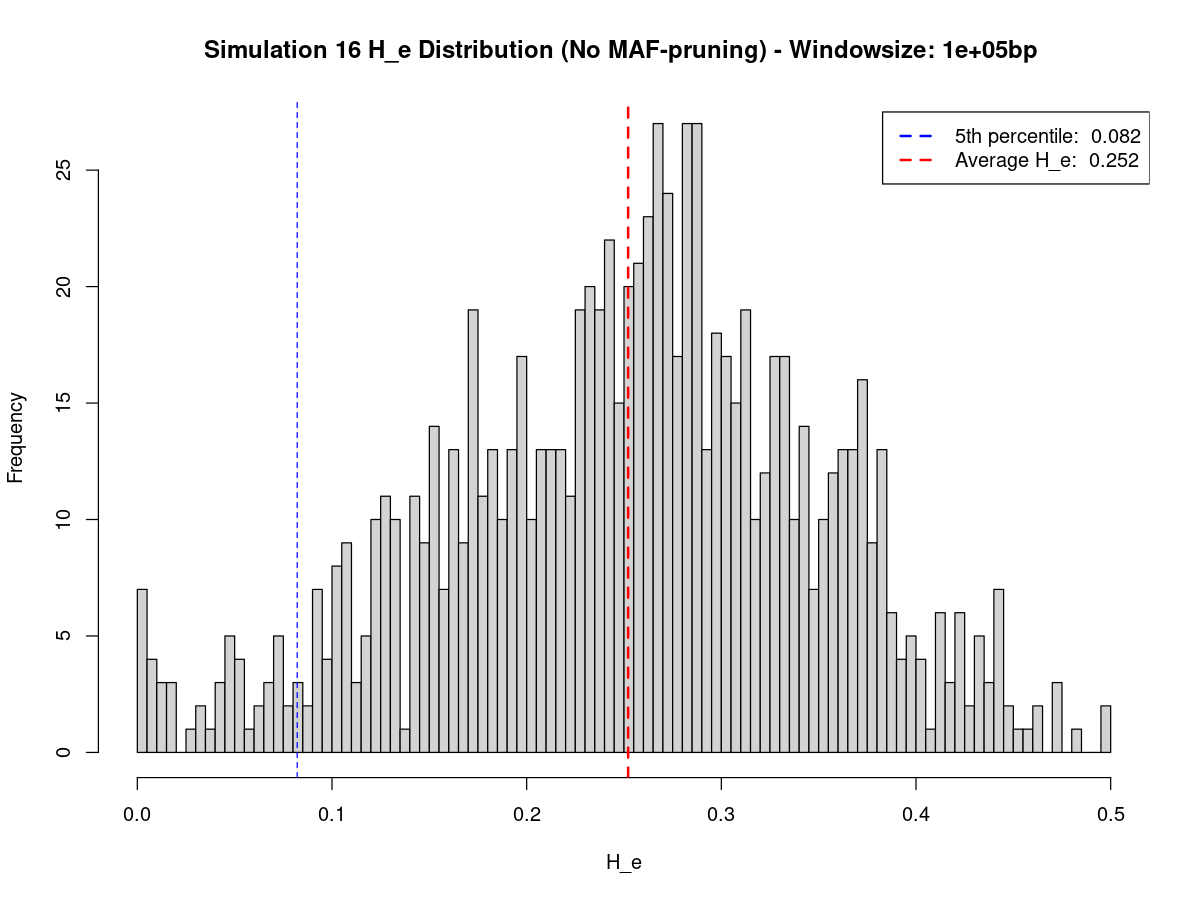 Simulation 16 H_e Distribution (No MAF-pruning) - Windowsize: 1e+05bp
5th percentile:  0.082
Average H_e:  0.252
Frequency
25
20
15
10
5
0
0.0 0.1 0.2 0.3 0.4 0.5
H_e